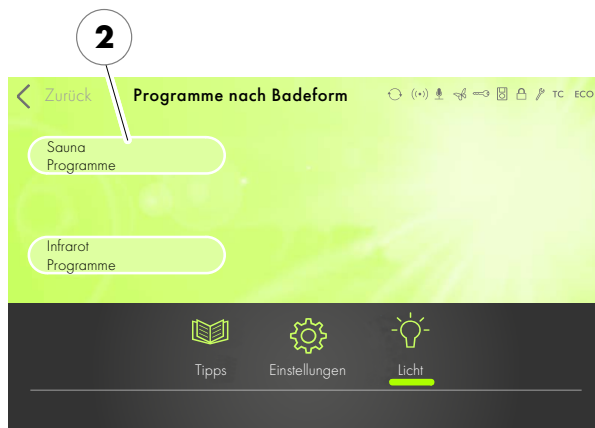 2
Zurück Programme nach Badeform TC ECO
Sauna
Programme
Infrarot
Programme
Tipps Einstellungen Licht